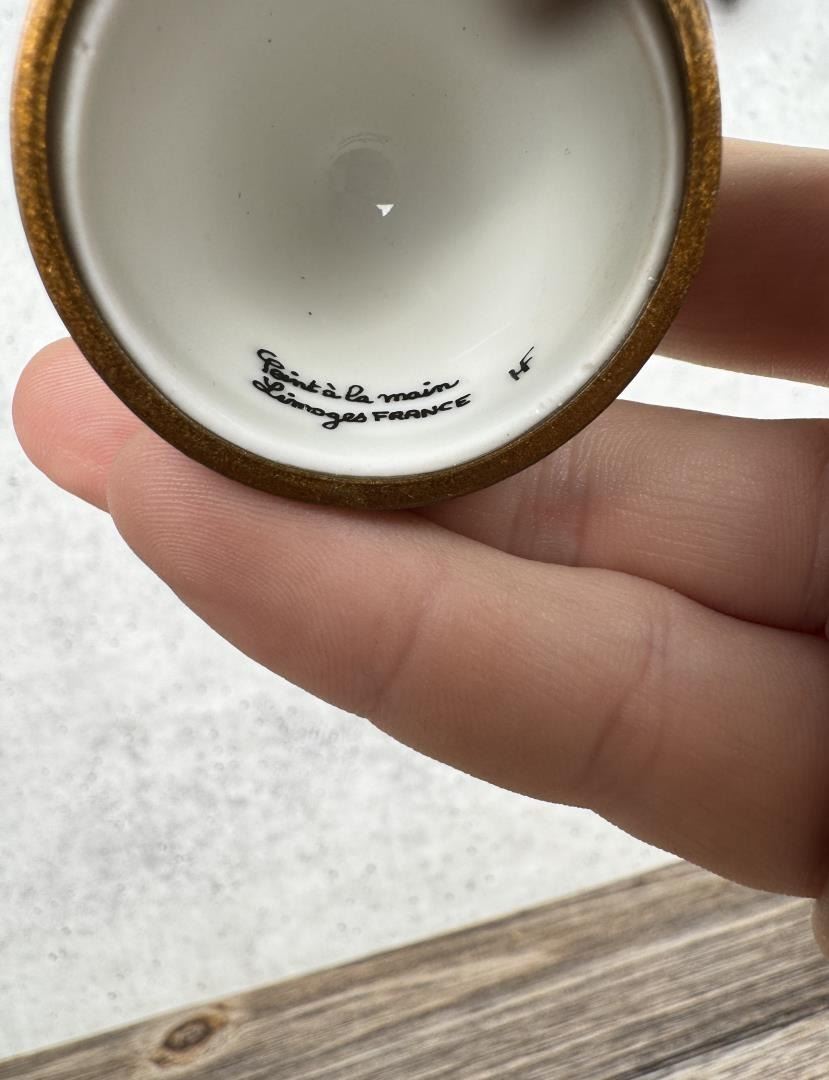 Peint à la main
Limoges FRANCE
HF